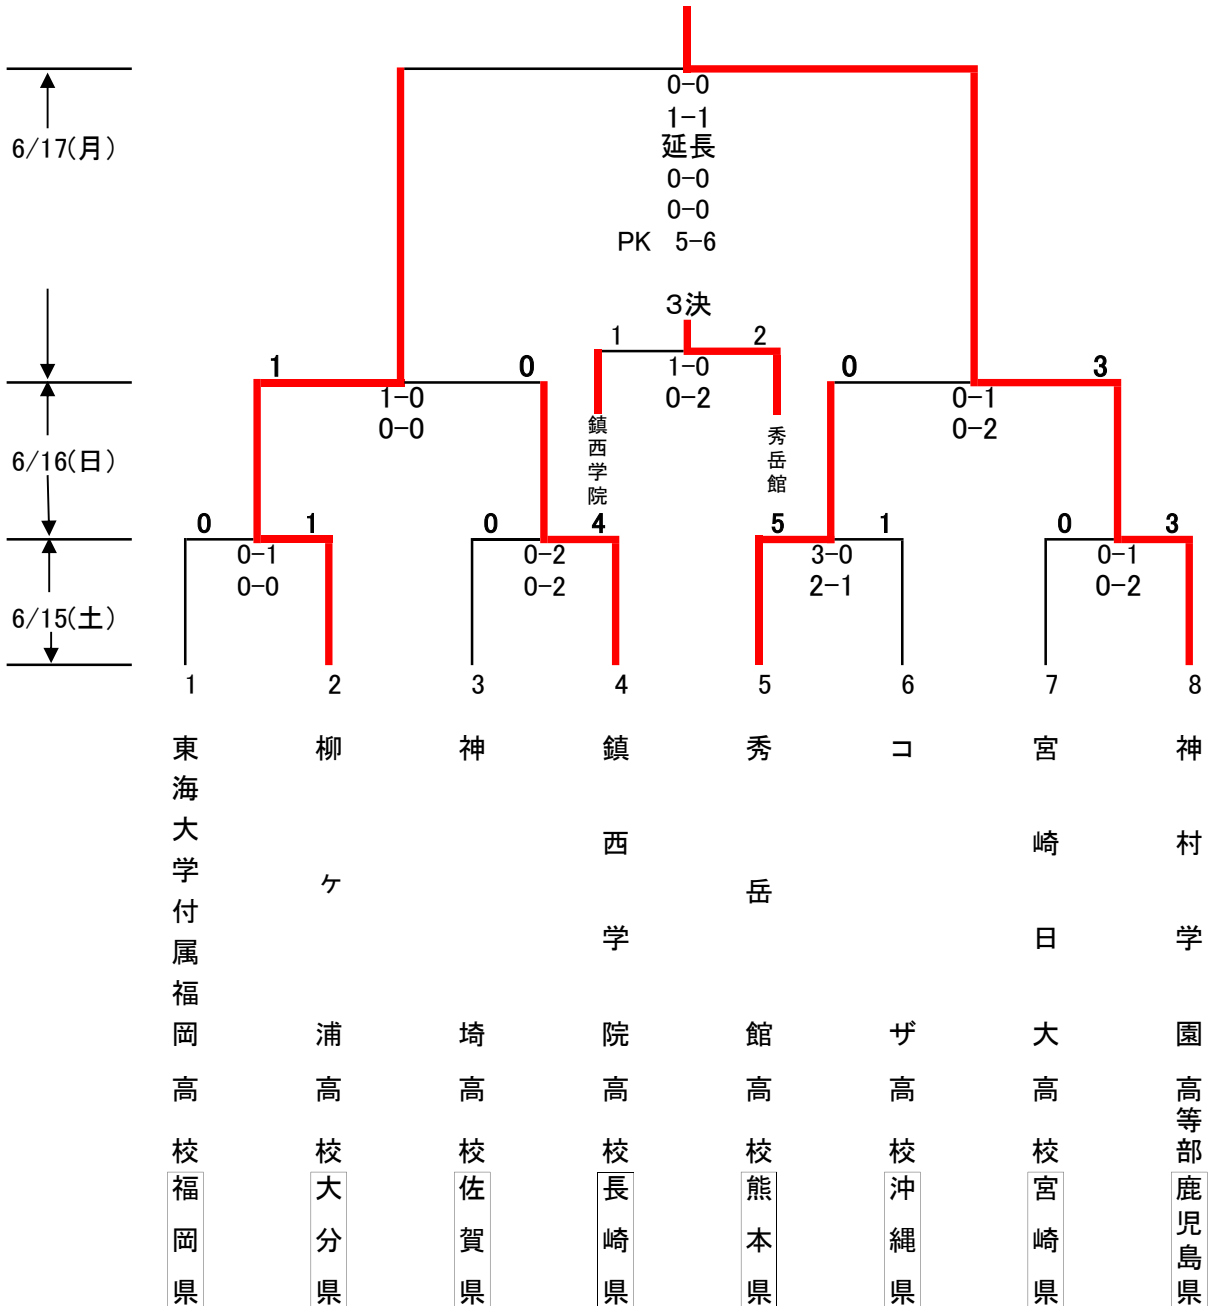 0-0
1-1
6/17(月)
延長
0-0
0-0
PK 5-6
3決
1 2
1 0 1-0 0 3
1-0 0-2 0-1
0-0 0-2
鎮西学院
秀岳館
6/16(日)
0 1 0 4 5 1 0 3
0-1 0-2 3-0 0-1
0-0 0-2 2-1 0-2
6/15(土)
1 2 3 4 5 6 7 8
東海大学付属福岡高校
福岡県
柳ヶ浦高校
大分県
神埼高校
佐賀県
鎮西学院高校
長崎県
秀岳館高校
熊本県
コザ高校
沖縄県
宮崎日大高校
宮崎県
神村学園高等部
鹿児島県